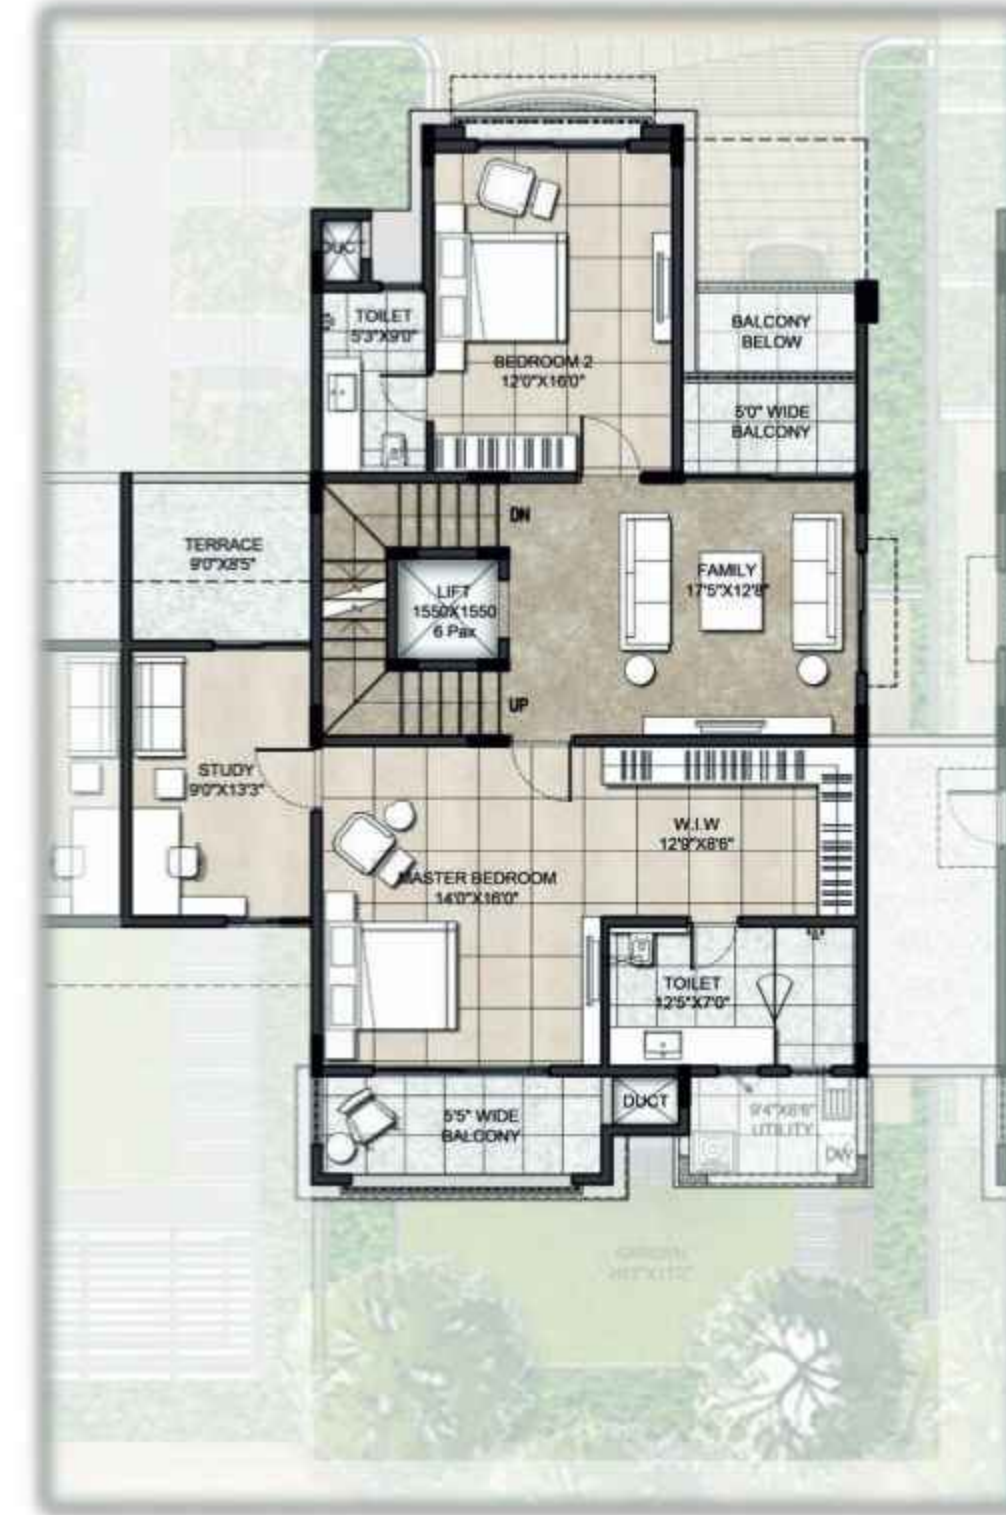 DUCT
TOILET
5'3"X9'0"
BEDROOM 2
12'0"X16'0"
BALCONY
BELOW
5'0" WIDE
BALCONY
TERRACE
9'0"X8'5"
DN
LIFT
1550X1550
6 Pax
FAMILY
17'5"X12'8"
UP
STUDY
9'0"X13'3"
W.I.W
12'9"X8'6"
MASTER BEDROOM
14'0"X16'0"
TOILET
12'5"X7'0"
5'5" WIDE
BALCONY
DUCT
9'4"X6'6"
UTILITY
DW